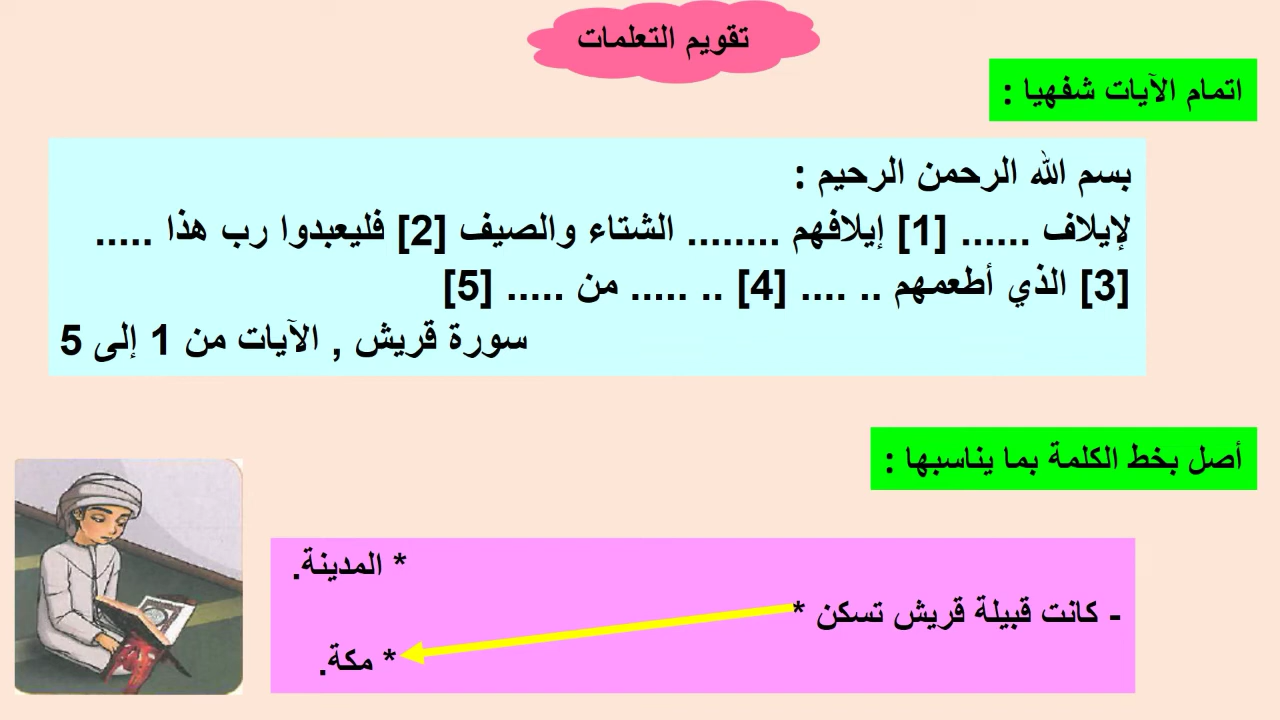 تقويم التعلمات
اتمام الآيات شفهيا :
بسم الله الرحمن الرحيم :
لإيلاف ...... [1] إيلافهم ........ الشتاء والصيف [2] فليعبدوا رب هذا .....
[3] الذي أطعمهم .. .... [4] .. ..... من ..... [5]
سورة قريش , الآيات من 1 إلى 5
أصل بخط الكلمة بما يناسبها :
* المدينة.
- كانت قبيلة قريش تسكن *
* مكة.